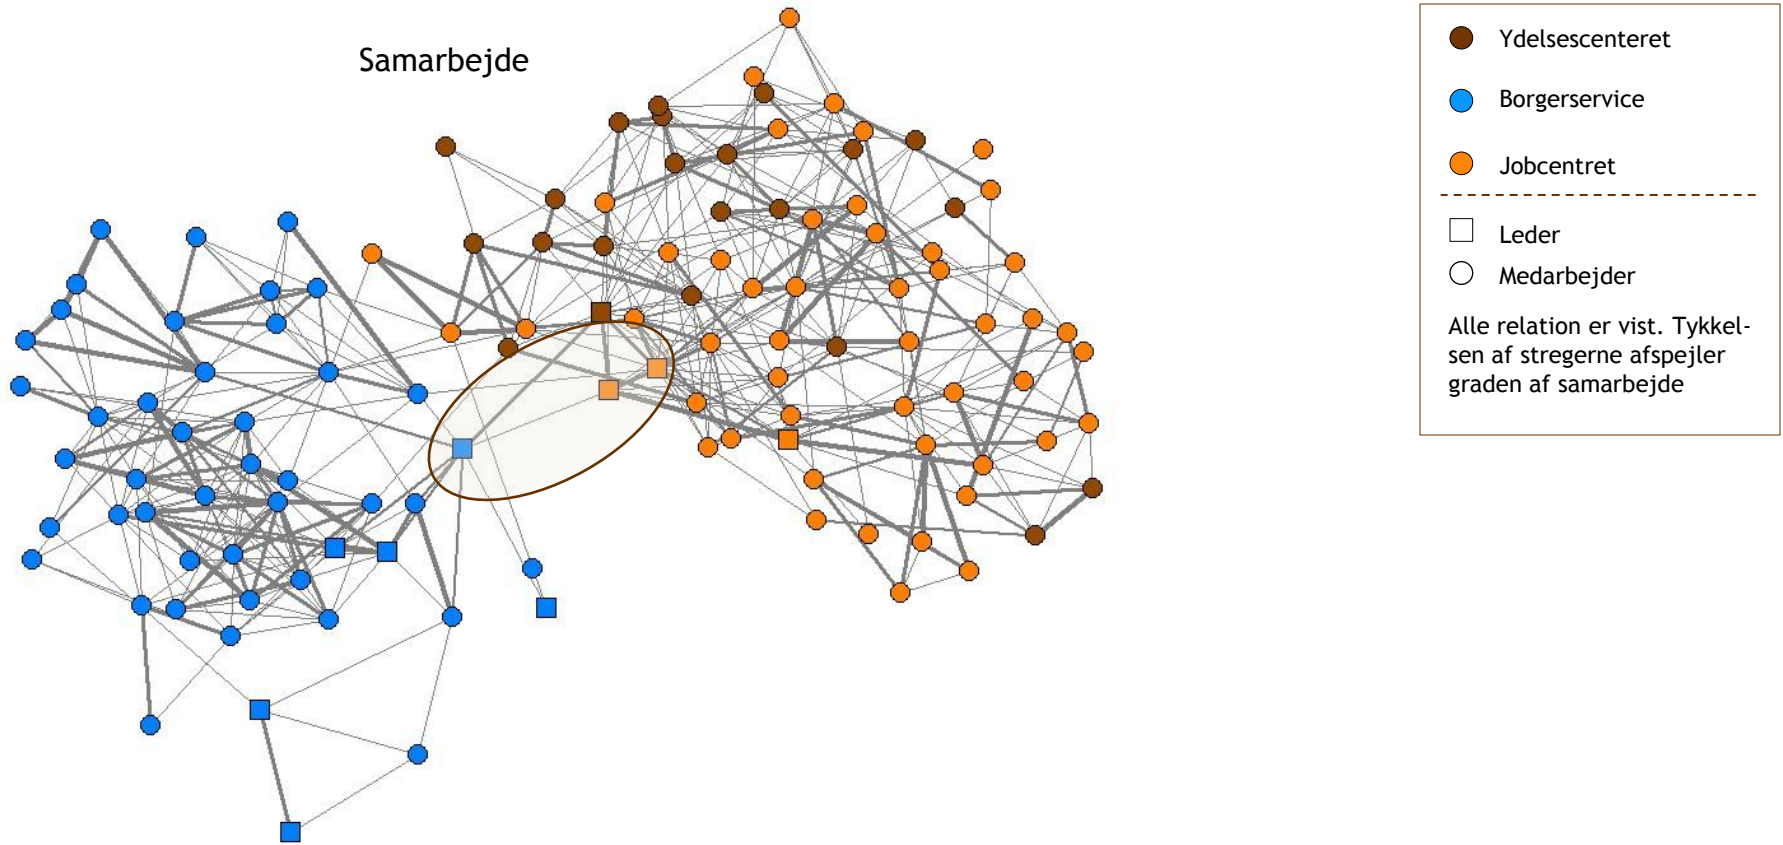 Samarbejde
Ydelsescenteret
Borgerservice
Jobcentret
Leder
Medarbejder
Alle relation er vist. Tykkel-
sen af stregerne afspejler
graden af samarbejde